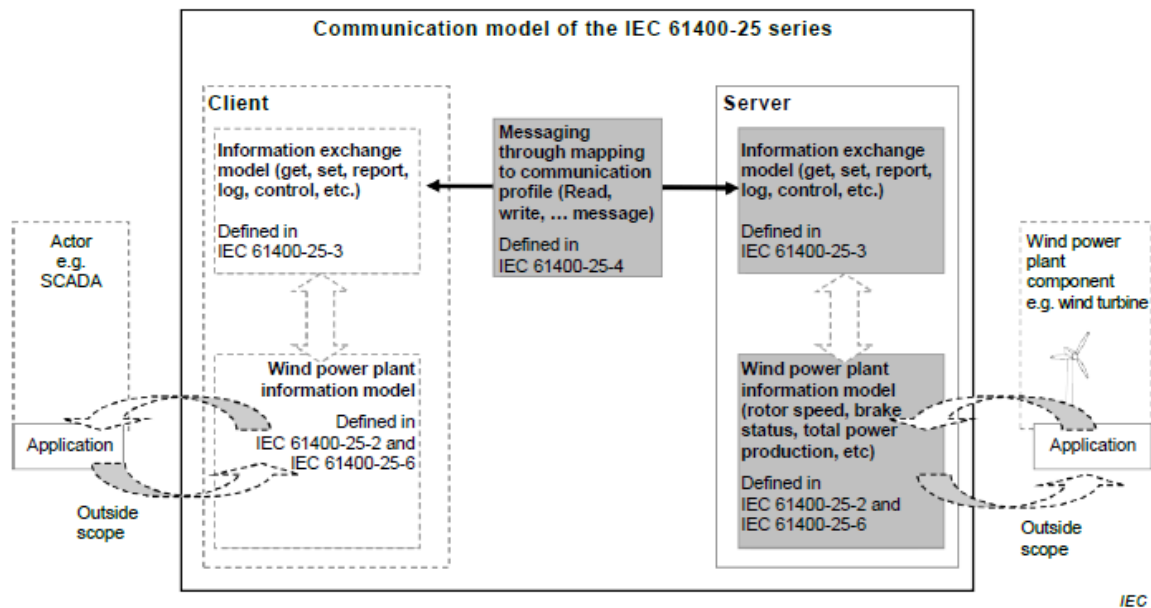 Communication model of the IEC 61400-25 series
Client
Information exchange
model (get, set, report,
log, control, etc.)
Defined in
IEC 61400-25-3
Wind power plant
information model
Defined in
IEC 61400-25-2 and
IEC 61400-25-6
Messaging
through mapping
to communication
profile (Read,
write, ... message)
Defined in
IEC 61400-25-4
Server
Information exchange
model (get, set, report,
log, control, etc.)
Defined in
IEC 61400-25-3
Wind power plant
information model
(rotor speed, brake
status, total power
production, etc)
Defined in
IEC 61400-25-2 and
IEC 61400-25-6
Actor
e.g.
SCADA
Application
Outside
scope
Wind power
plant
component
e.g. wind turbine
Application
Outside
scope
IEC